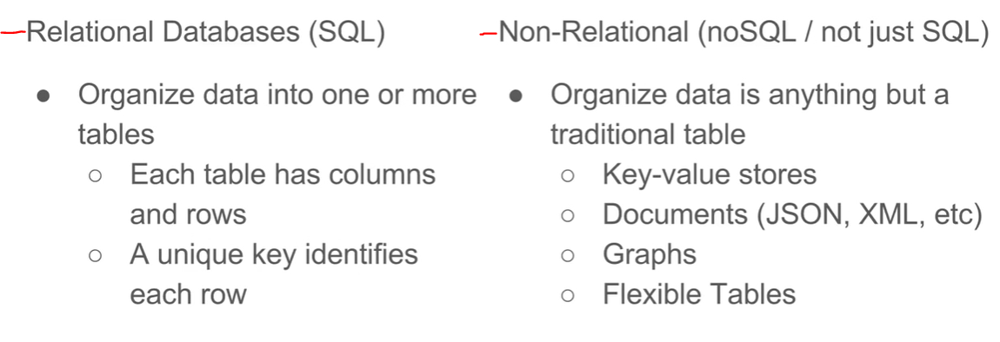 Relational Databases (SQL)
● Organize data into one or more
tables
○ Each table has columns
and rows
○ A unique key identifies
each row
Non-Relational (noSQL / not just SQL)
● Organize data is anything but a
traditional table
○ Key-value stores
○ Documents (JSON, XML, etc)
○ Graphs
○ Flexible Tables